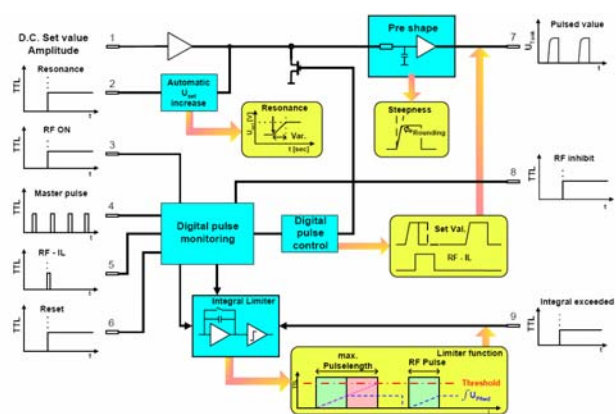 D.C. Set value
Amplitude
1
Pre shape
7
Pulsed value
U Tank
Resonance
TTL
t
2
Automatic
Uset
increase
Resonance
Uset [V]
Var.
t [sec]
Steepness
Rounding
t
RF ON
TTL
t
3
8
RF inhibit
TTL
t
Master pulse
TTL
t
4
Digital pulse
monitoring
Digital
pulse
control
Set Val.
RF - IL
RF - IL
TTL
t
5
Reset
TTL
t
6
Integral Limiter
9
Integral exceeded
TTL
t
Limiter function
max.
Pulselength
RF Pulse
Threshold